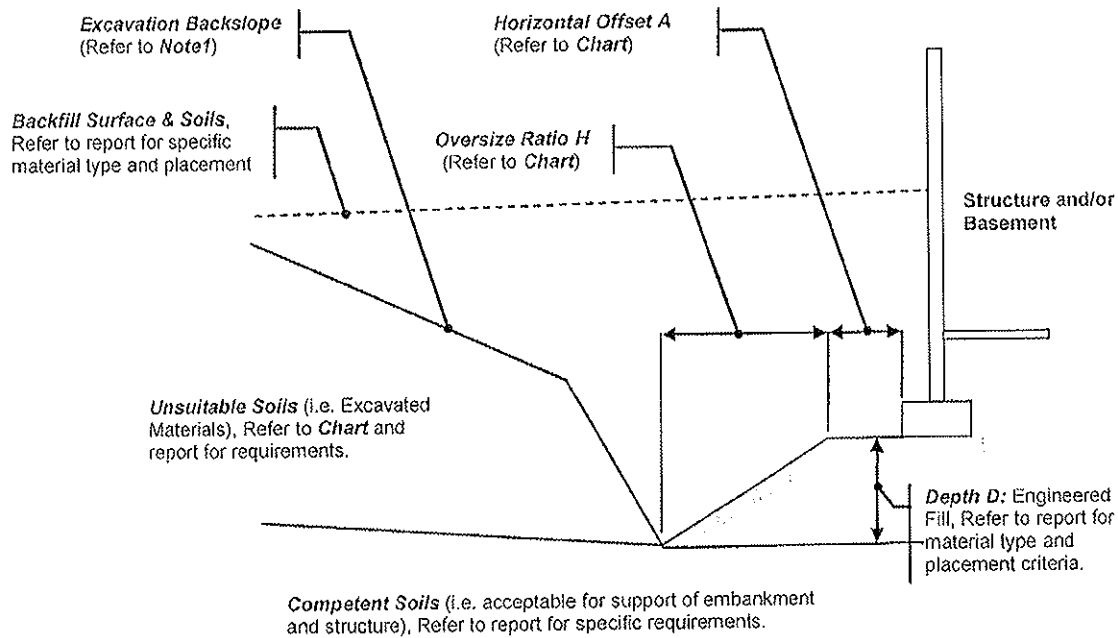 Excavation Backslope
(Refer to Note1)
Horizontal Offset A
(Refer to Chart)
Backfill Surface & Soils,
Refer to report for specific
material type and placement
Oversize Ratio H
(Refer to Chart)
Structure and/or
Basement
Unsuitable Soils (i.e. Excavated
Materials), Refer to Chart and
report for requirements.
Depth D: Engineered
Fill, Refer to report for
material type and
placement criteria.
Competent Soils (i.e. acceptable for support of embankment
and structure), Refer to report for specific requirements.